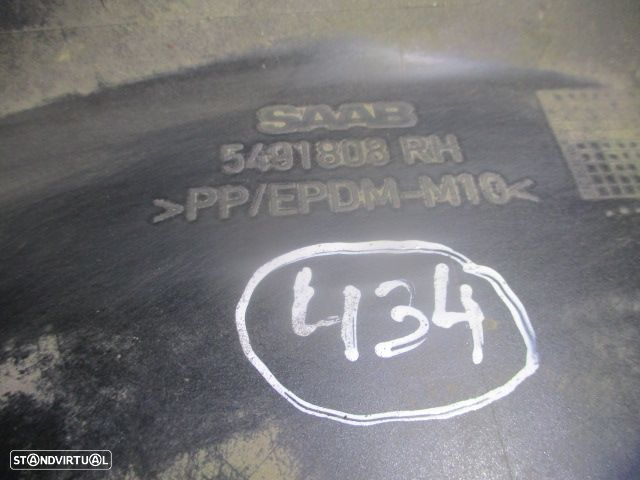 SAAB
5491808 RH
>PP/EPDM-M10<
434
STANDVIRTUAL